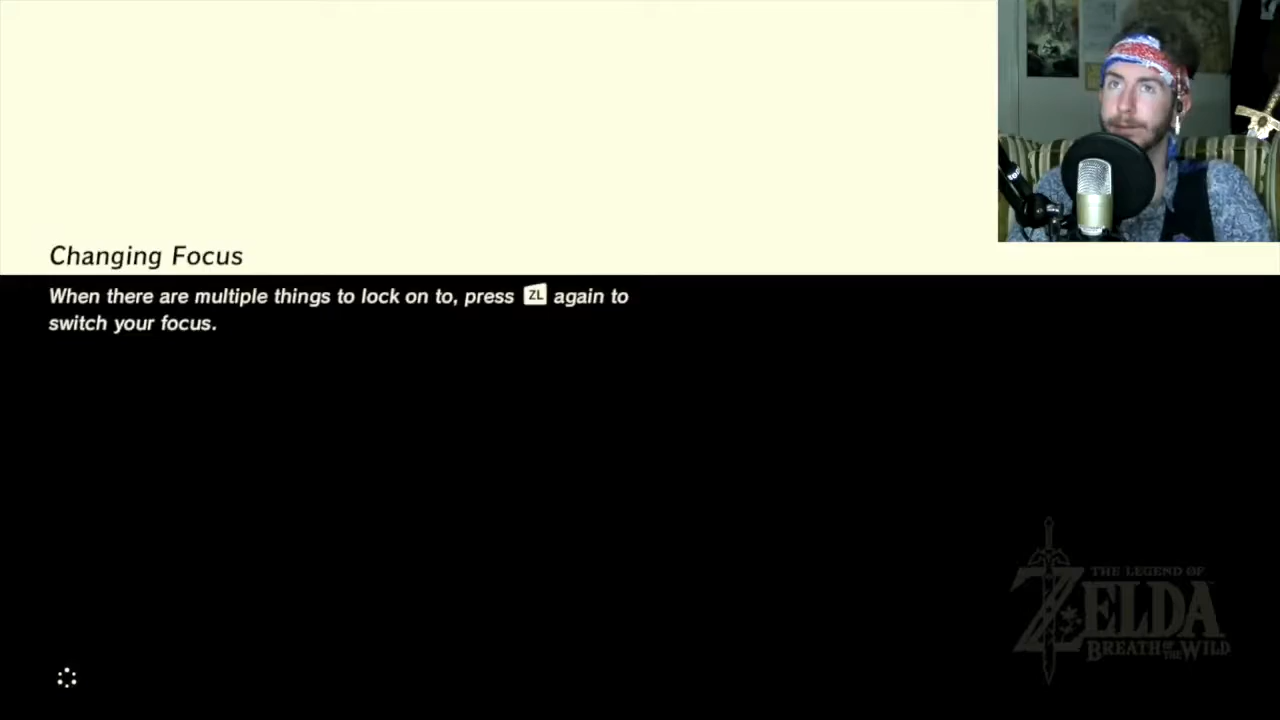 Changing Focus
When there are multiple things to lock on to, press ZL again to
switch your focus.
THE LEGEND OF
ZELDA
BREATH OF THE WILD